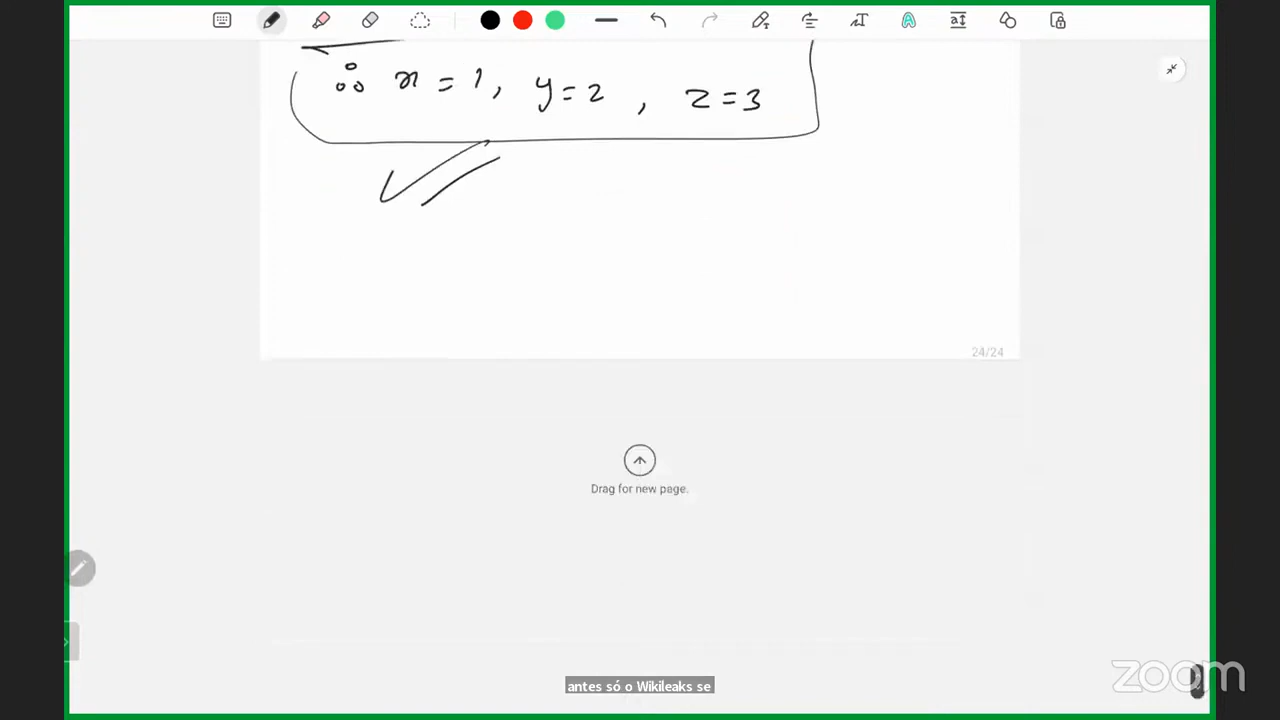 ∴ x = 1, y = 2 , z = 3
24/24
Drag for new page.
antes só o Wikileaks se
zoom